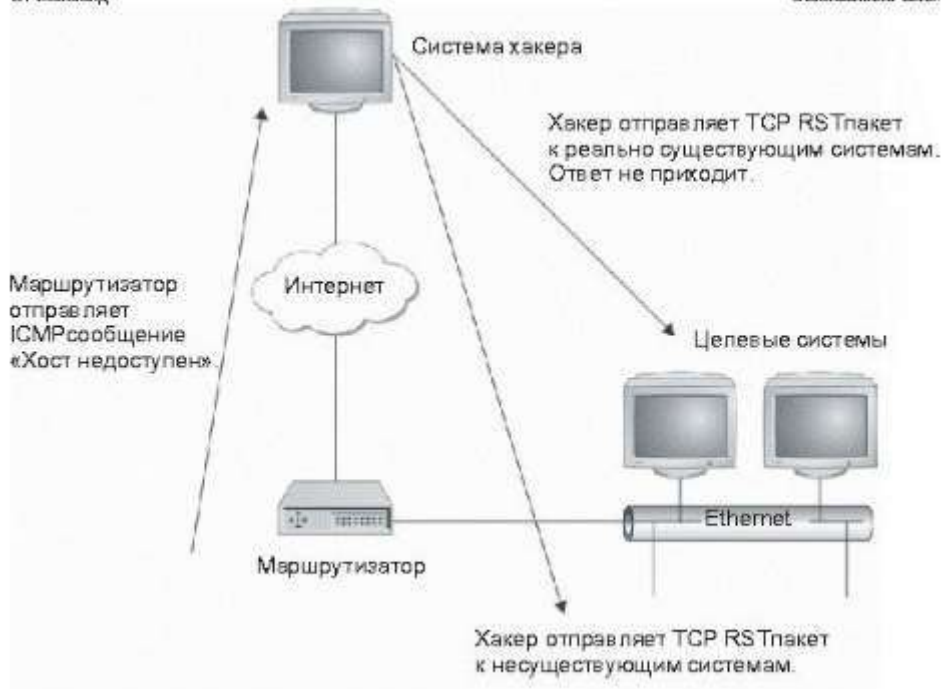 Система хакера
Хакер отправляет TCP RSTпакет
к реально существующим системам.
Ответ не приходит.
Интернет
Маршрутизатор
отправляет
ICMPсообщение
«Хост недоступен».
Целевые системы
Ethernet
Маршрутизатор
Хакер отправляет TCP RSTпакет
к несуществующим системам.